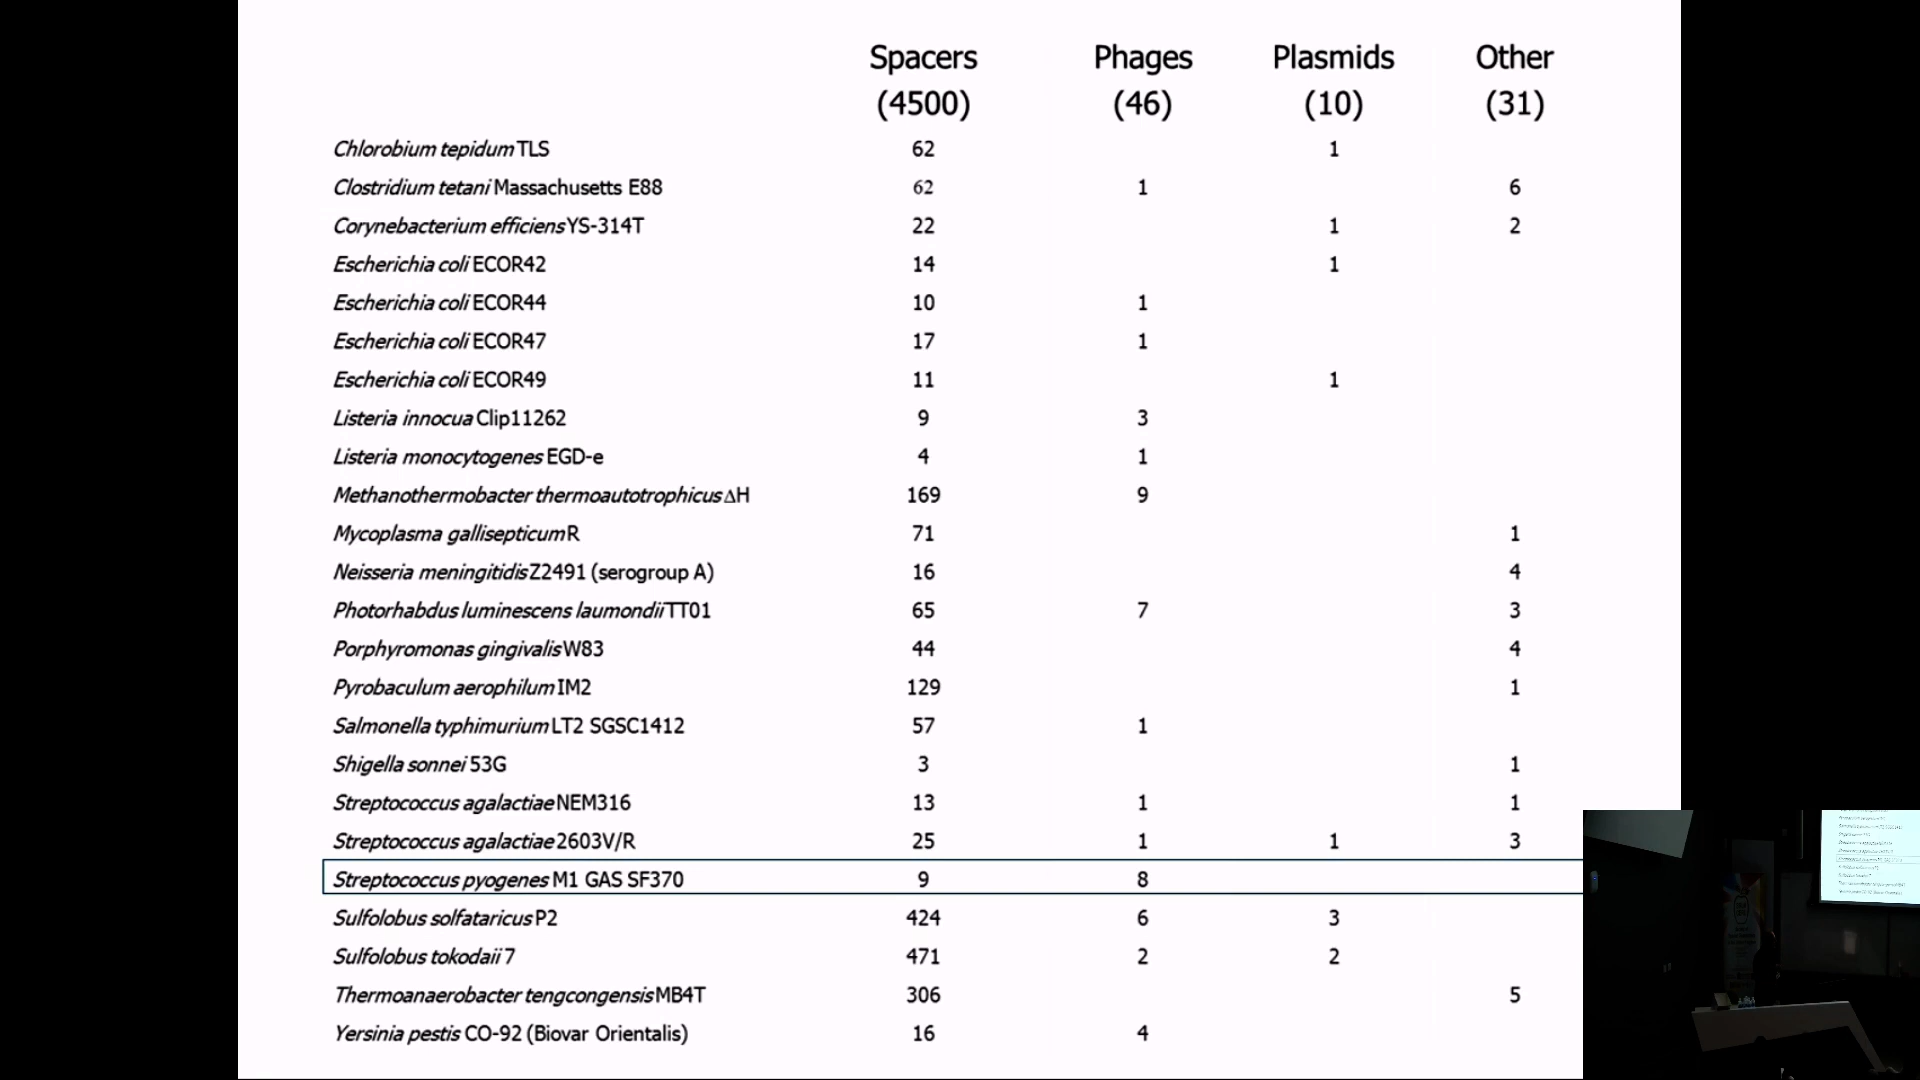 Spacers Phages Plasmids Other
(4500) (46) (10) (31)
Chlorobium tepidum TLS 62 1
Clostridium tetani Massachusetts E88 62 1 6
Corynebacterium efficiens YS-314T 22 1 2
Escherichia coli ECOR42 14 1
Escherichia coli ECOR44 10 1
Escherichia coli ECOR47 17 1
Escherichia coli ECOR49 11 1
Listeria innocua Clip11262 9 3
Listeria monocytogenes EGD-e 4 1
Methanothermobacter thermoautotrophicus ΔH 169 9
Mycoplasma gallisepticum R 71 1
Neisseria meningitidis Z2491 (serogroup A) 16 4
Photorhabdus luminescens laumondii TT01 65 7 3
Porphyromonas gingivalis W83 44 4
Pyrobaculum aerophilum IM2 129 1
Salmonella typhimurium LT2 SGSC1412 57 1
Shigella sonnei 53G 3 1
Streptococcus agalactiae NEM316 13 1 1
Streptococcus agalactiae 2603V/R 25 1 1 3
Streptococcus pyogenes M1 GAS SF370 9 8
Sulfolobus solfataricus P2 424 6 3
Sulfolobus tokodaii 7 471 2 2
Thermoanaerobacter tengcongensis MB4T 306 5
Yersinia pestis CO-92 (Biovar Orientalis) 16 4